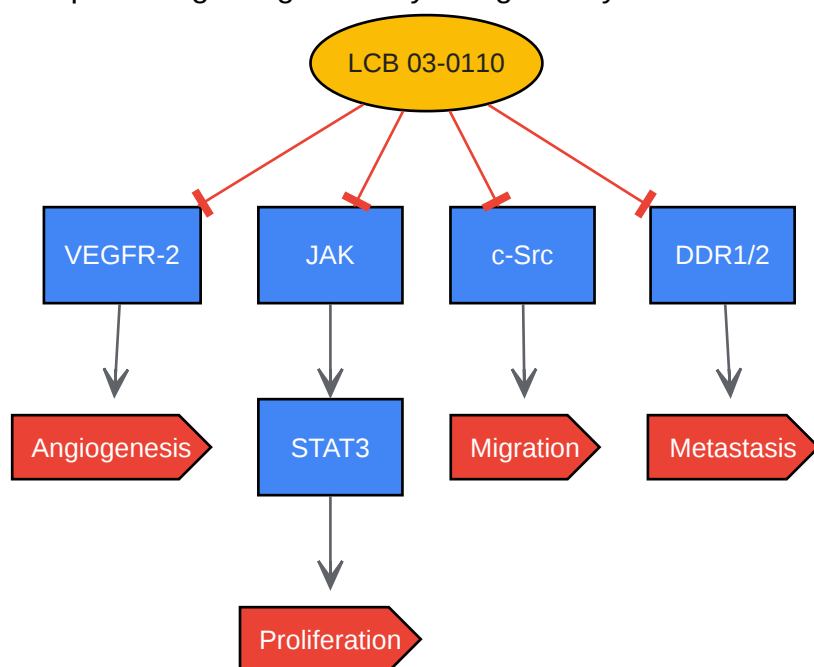 LCB 03-0110
VEGFR-2
JAK
c-Src
DDR1/2
Angiogenesis
STAT3
Migration
Metastasis
Proliferation